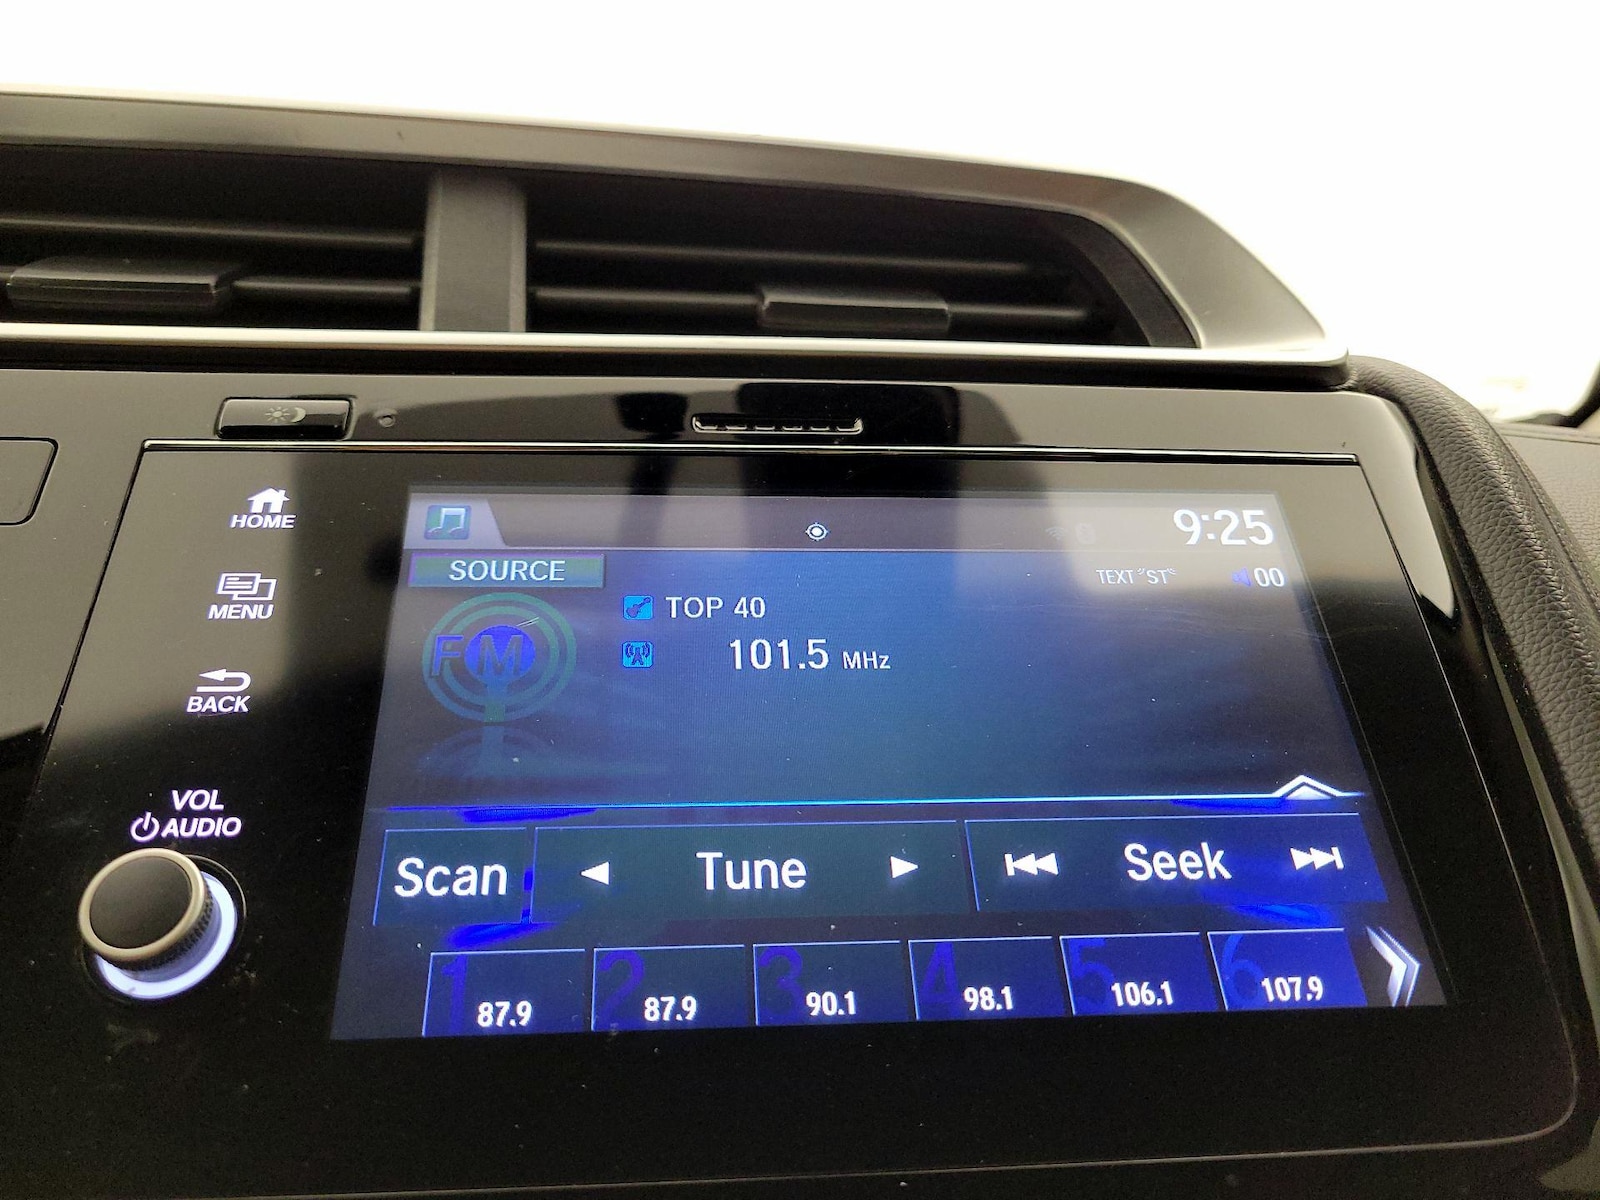 HOME
MENU
BACK
VOL
AUDIO
9:25
SOURCE
TEXT "ST"
00
FM
TOP 40
101.5 MHz
Scan
Tune
Seek
1 87.9
2 87.9
3 90.1
4 98.1
5 106.1
6 107.9